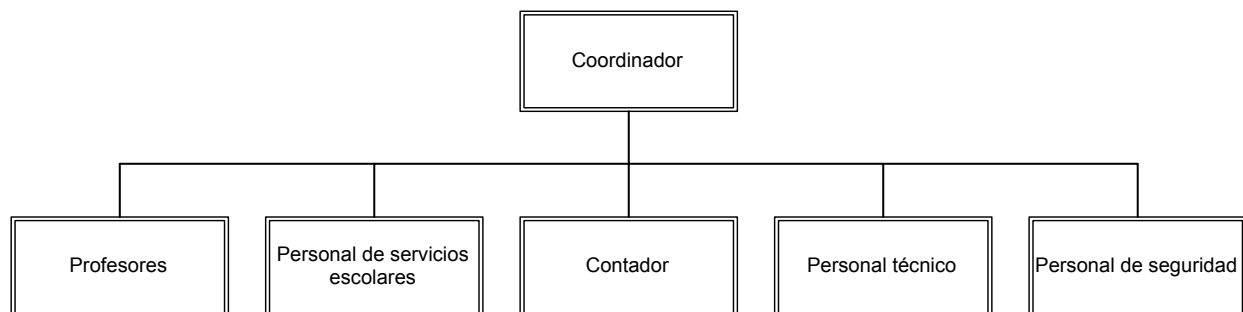 Coordinador
Profesores
Personal de servicios
escolares
Contador
Personal técnico
Personal de seguridad